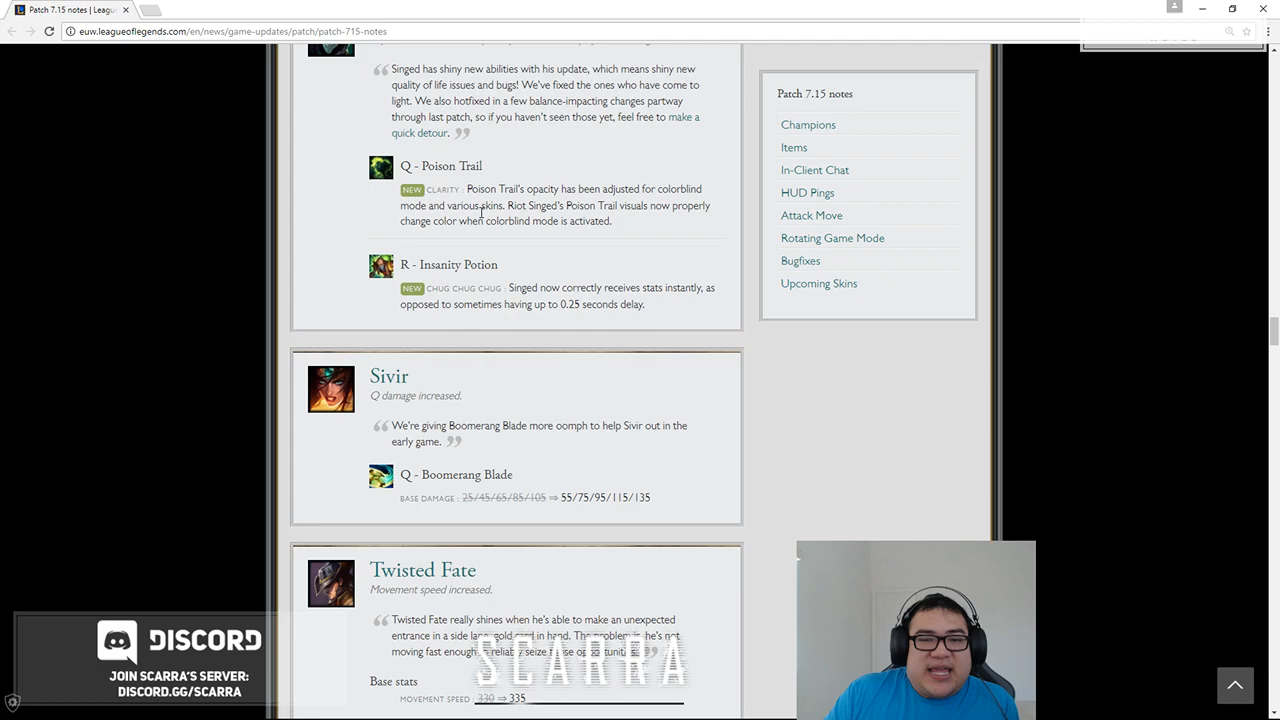 Patch 7.15 notes | Leagu
euw.leagueoflegends.com/en/news/game-updates/patch/patch-715-notes
Singed has shiny new abilities with his update, which means shiny new
quality of life issues and bugs! We've fixed the ones who have come to
light. We also hotfixed in a few balance-impacting changes partway
through last patch, so if you haven't seen those yet, feel free to make a
quick detour.
Q - Poison Trail
NEW CLARITY : Poison Trail's opacity has been adjusted for colorblind
mode and various skins. Riot Singed's Poison Trail visuals now properly
change color when colorblind mode is activated.
R - Insanity Potion
NEW CHUG CHUG CHUG : Singed now correctly receives stats instantly, as
opposed to sometimes having up to 0.25 seconds delay.
Sivir
Q damage increased.
We're giving Boomerang Blade more oomph to help Sivir out in the
early game.
Q - Boomerang Blade
BASE DAMAGE : 25/45/65/85/105 ⇒ 55/75/95/115/135
Twisted Fate
Movement speed increased.
Twisted Fate really shines when he's able to make an unexpected
entrance in a side lane, gold card in hand. The problem is he's not
moving fast enough
Base stats
MOVEMENT SPEED : 330 ⇒ 335
Patch 7.15 notes
Champions
Items
In-Client Chat
HUD Pings
Attack Move
Rotating Game Mode
Bugfixes
Upcoming Skins
DISCORD
JOIN SCARRA'S SERVER:
DISCORD.GG/SCARRA
SCARRA